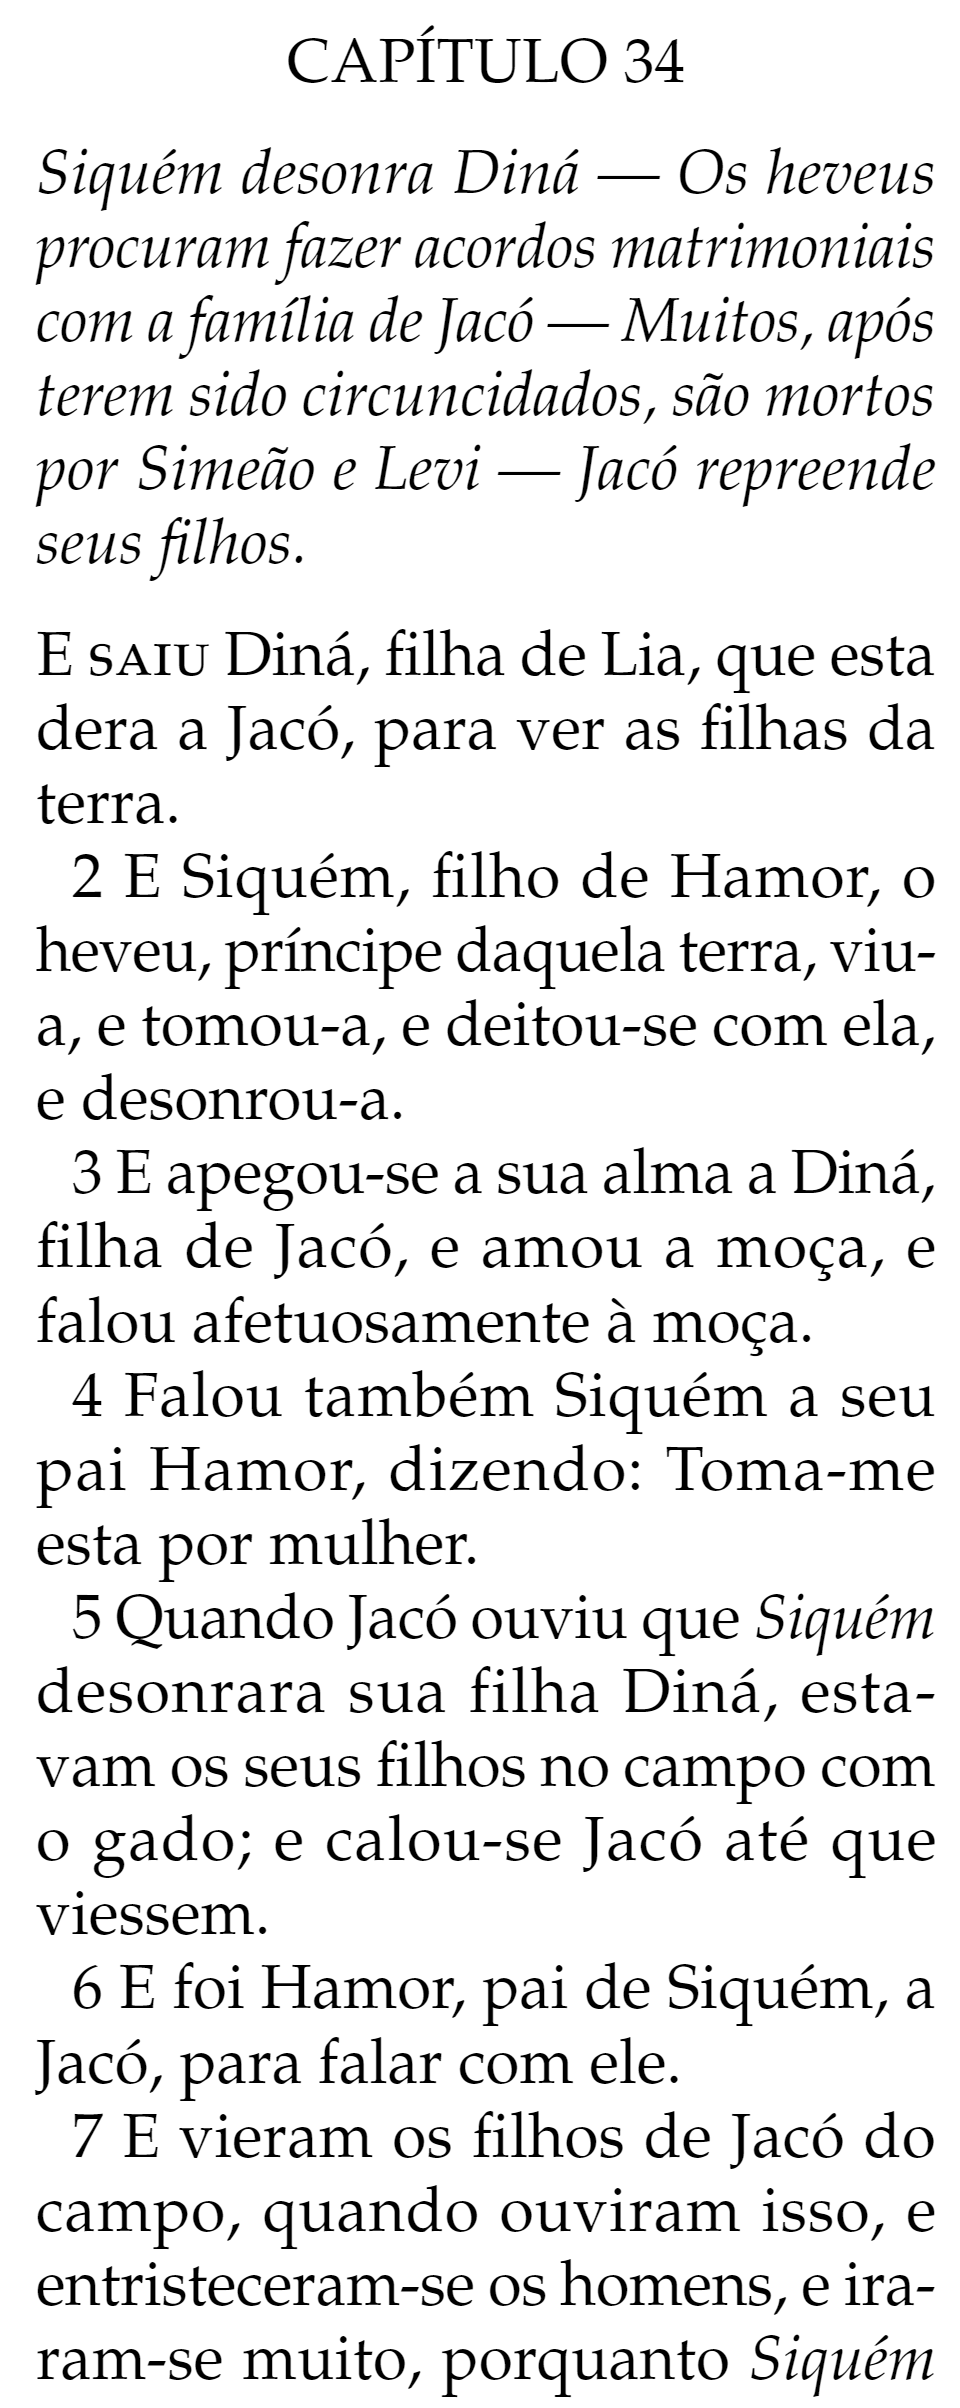 CAPÍTULO 34
Siquém desonra Diná — Os heveus
procuram fazer acordos matrimoniais
com a família de Jacó — Muitos, após
terem sido circuncidados, são mortos
por Simeão e Levi — Jacó repreende
seus filhos.
E SAIU Diná, filha de Lia, que esta
dera a Jacó, para ver as filhas da
terra.
2 E Siquém, filho de Hamor, o
heveu, príncipe daquela terra, viu-
a, e tomou-a, e deitou-se com ela,
e desonrou-a.
3 E apegou-se a sua alma a Diná,
filha de Jacó, e amou a moça, e
falou afetuosamente à moça.
4 Falou também Siquém a seu
pai Hamor, dizendo: Toma-me
esta por mulher.
5 Quando Jacó ouviu que Siquém
desonrara sua filha Diná, esta-
vam os seus filhos no campo com
o gado; e calou-se Jacó até que
viessem.
6 E foi Hamor, pai de Siquém, a
Jacó, para falar com ele.
7 E vieram os filhos de Jacó do
campo, quando ouviram isso, e
entristeceram-se os homens, e ira-
ram-se muito, porquanto Siquém